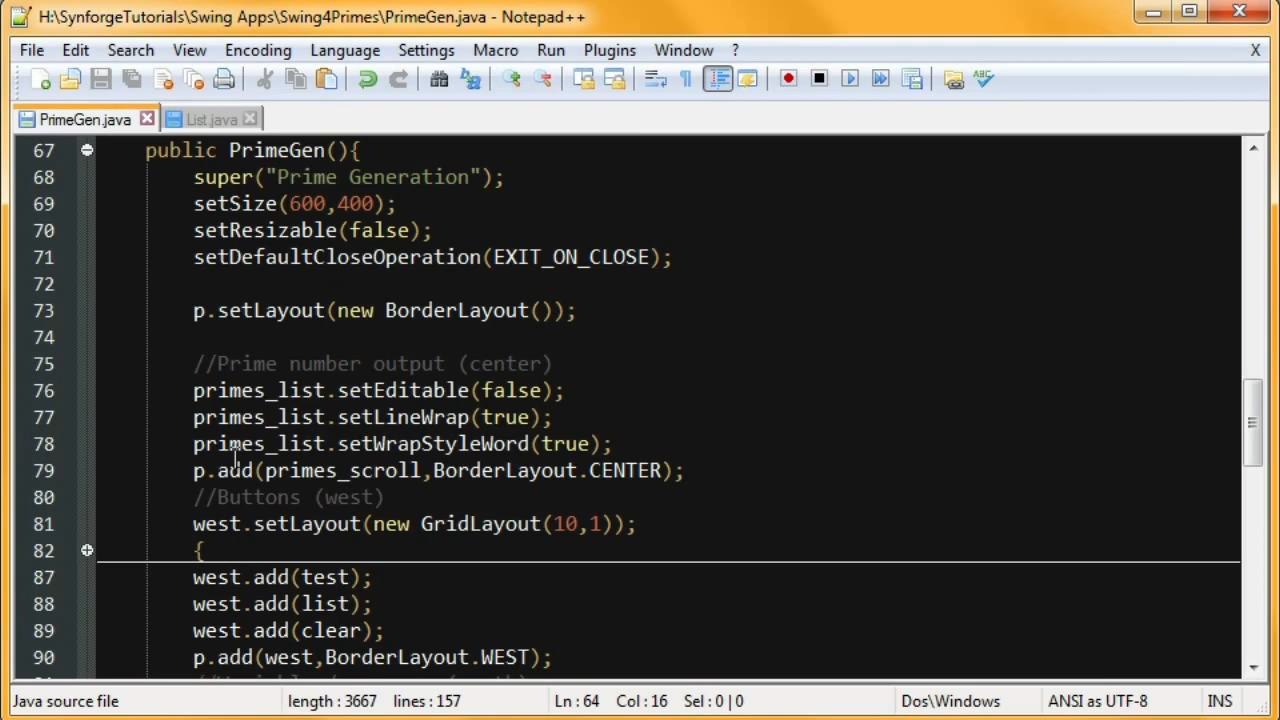 H:\SynforgeTutorials\Swing Apps\Swing4Primes\PrimeGen.java - Notepad++
File Edit Search View Encoding Language Settings Macro Run Plugins Window ? X
PrimeGen.java List.java
67 public PrimeGen(){
68 super("Prime Generation");
69 setSize(600,400);
70 setResizable(false);
71 setDefaultCloseOperation(EXIT_ON_CLOSE);
72
73 p.setLayout(new BorderLayout());
74
75 //Prime number output (center)
76 primes_list.setEditable(false);
77 primes_list.setLineWrap(true);
78 primes_list.setWrapStyleWord(true);
79 p.add(primes_scroll,BorderLayout.CENTER);
80 //Buttons (west)
81 west.setLayout(new GridLayout(10,1));
82 {
87 west.add(test);
88 west.add(list);
89 west.add(clear);
90 p.add(west,BorderLayout.WEST);
Java source file length : 3667 lines : 157 Ln : 64 Col : 16 Sel : 0 | 0 Dos\Windows ANSI as UTF-8 INS